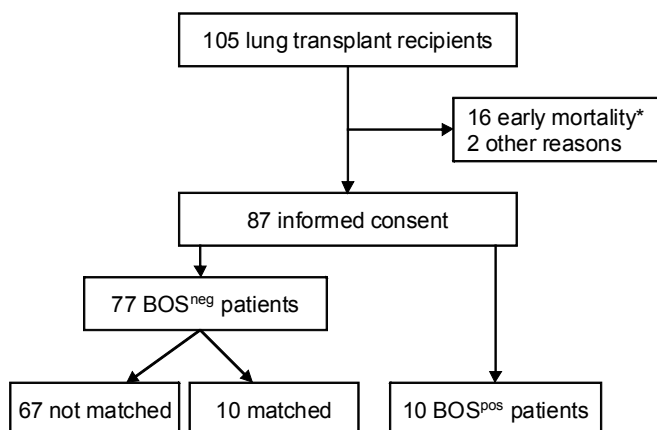 105 lung transplant recipients
16 early mortality*
2 other reasons
87 informed consent
77 BOSneg patients
67 not matched
10 matched
10 BOSpos patients